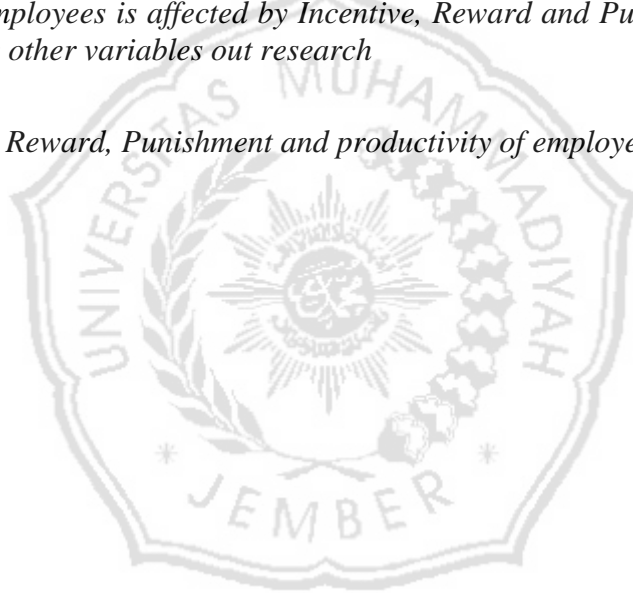 mployees is affected by Incentive, Reward and Pu
other variables out research
Reward, Punishment and productivity of employe
UNIVERSITAS MUHAMMADIYAH
JEMBER